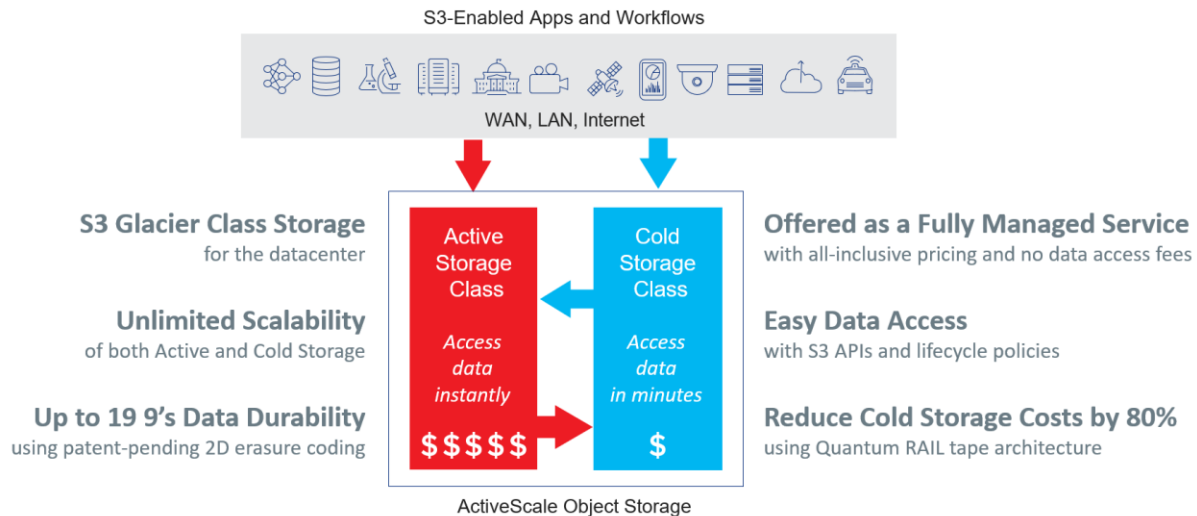 S3-Enabled Apps and Workflows
WAN, LAN, Internet
S3 Glacier Class Storage
for the datacenter
Unlimited Scalability
of both Active and Cold Storage
Up to 19 9's Data Durability
using patent-pending 2D erasure coding
Active
Storage
Class
Access
data
instantly
$$$$$
Cold
Storage
Class
Access
data
in minutes
$
Offered as a Fully Managed Service
with all-inclusive pricing and no data access fees
Easy Data Access
with S3 APIs and lifecycle policies
Reduce Cold Storage Costs by 80%
using Quantum RAIL tape architecture
ActiveScale Object Storage